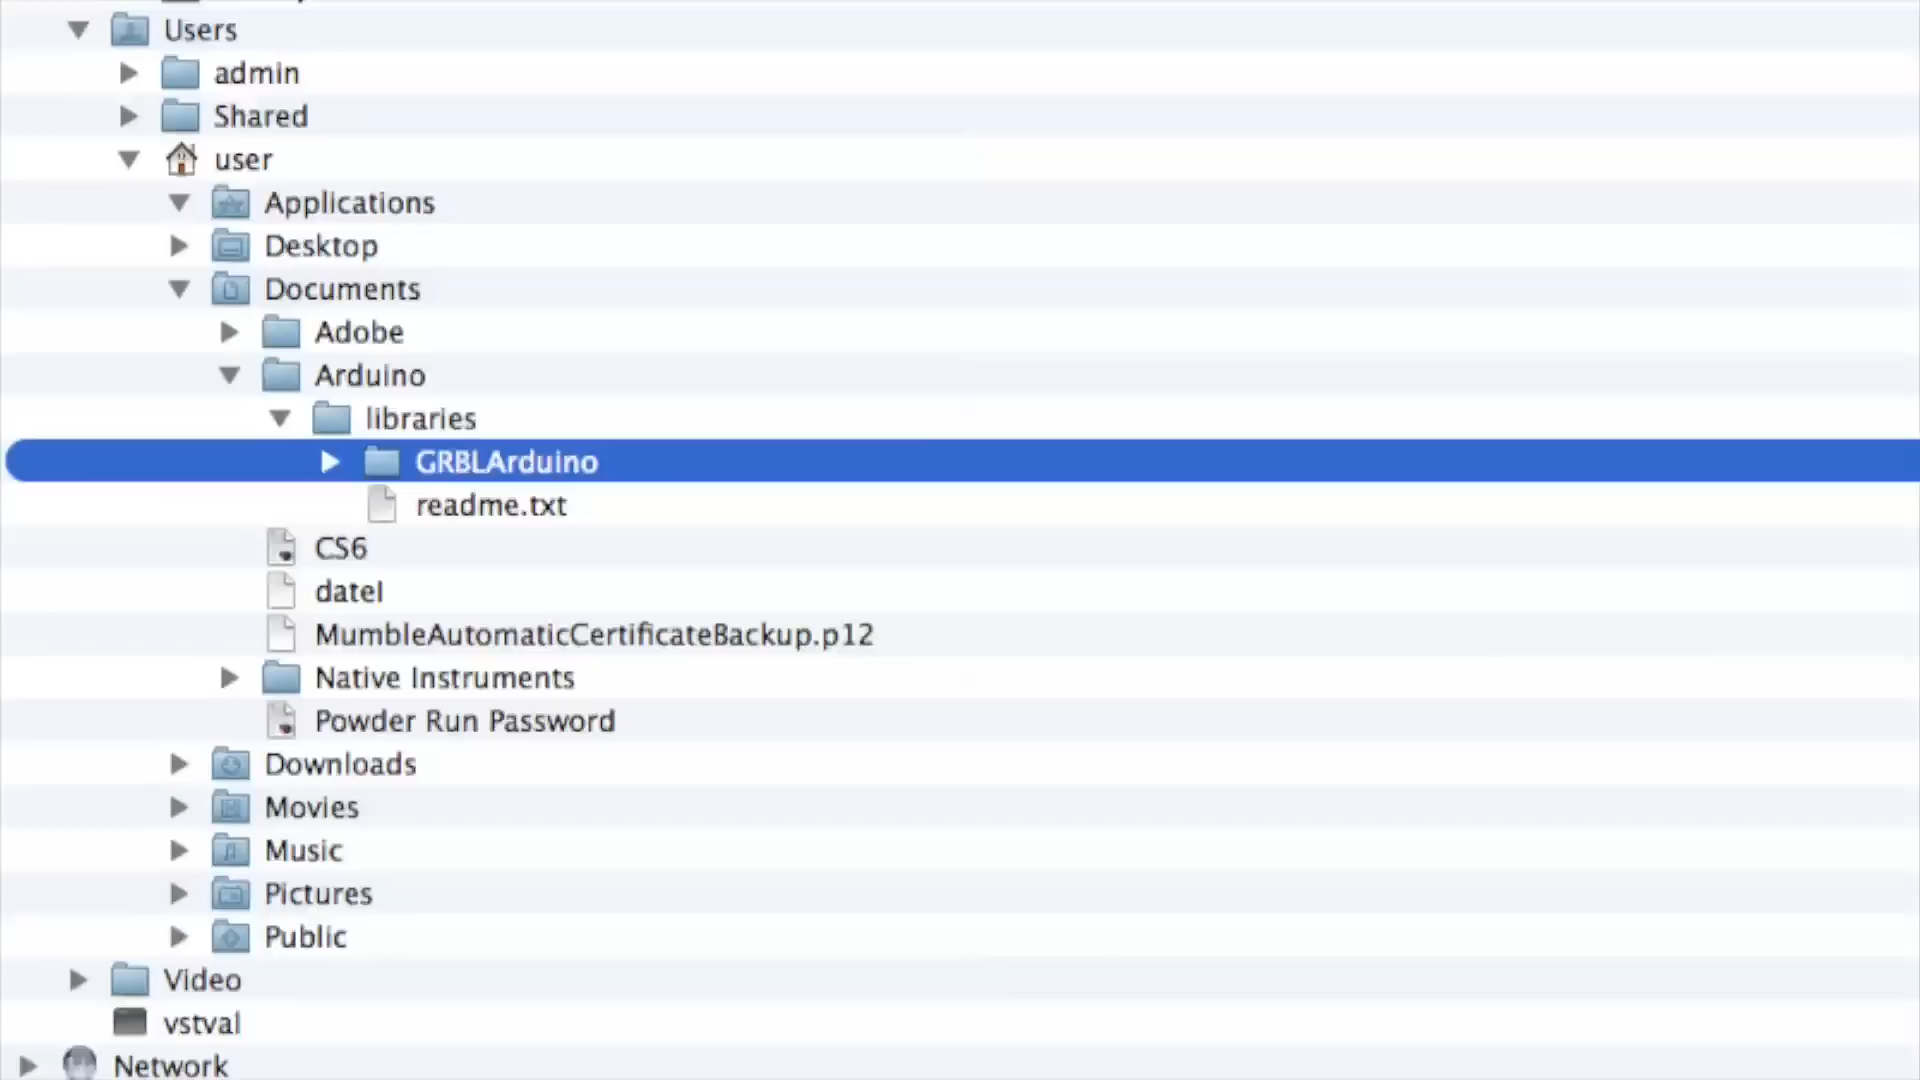 Users
admin
Shared
user
Applications
Desktop
Documents
Adobe
Arduino
libraries
GRBLArduino
readme.txt
CS6
datel
MumbleAutomaticCertificateBackup.p12
Native Instruments
Powder Run Password
Downloads
Movies
Music
Pictures
Public
Video
vstval
Network